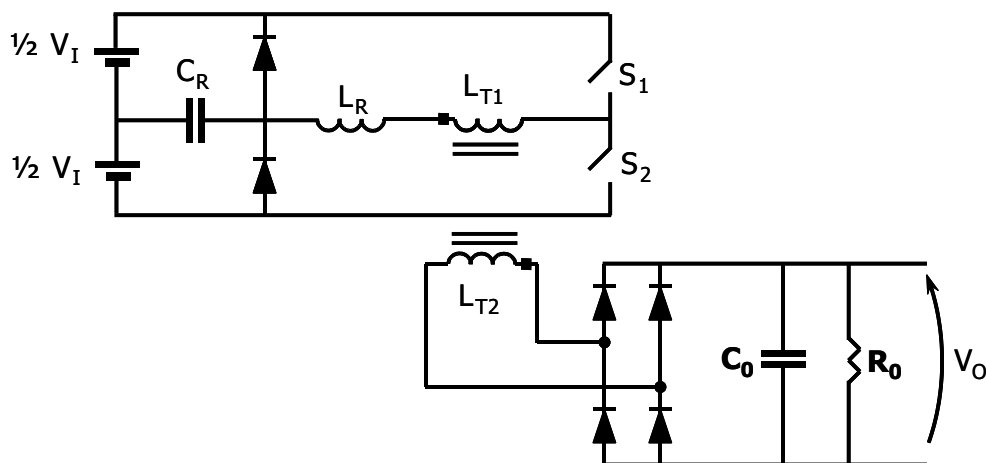 ½ V_I
C_R
L_R
L_T1
S_1
½ V_I
S_2
L_T2
C_0
R_0
V_O